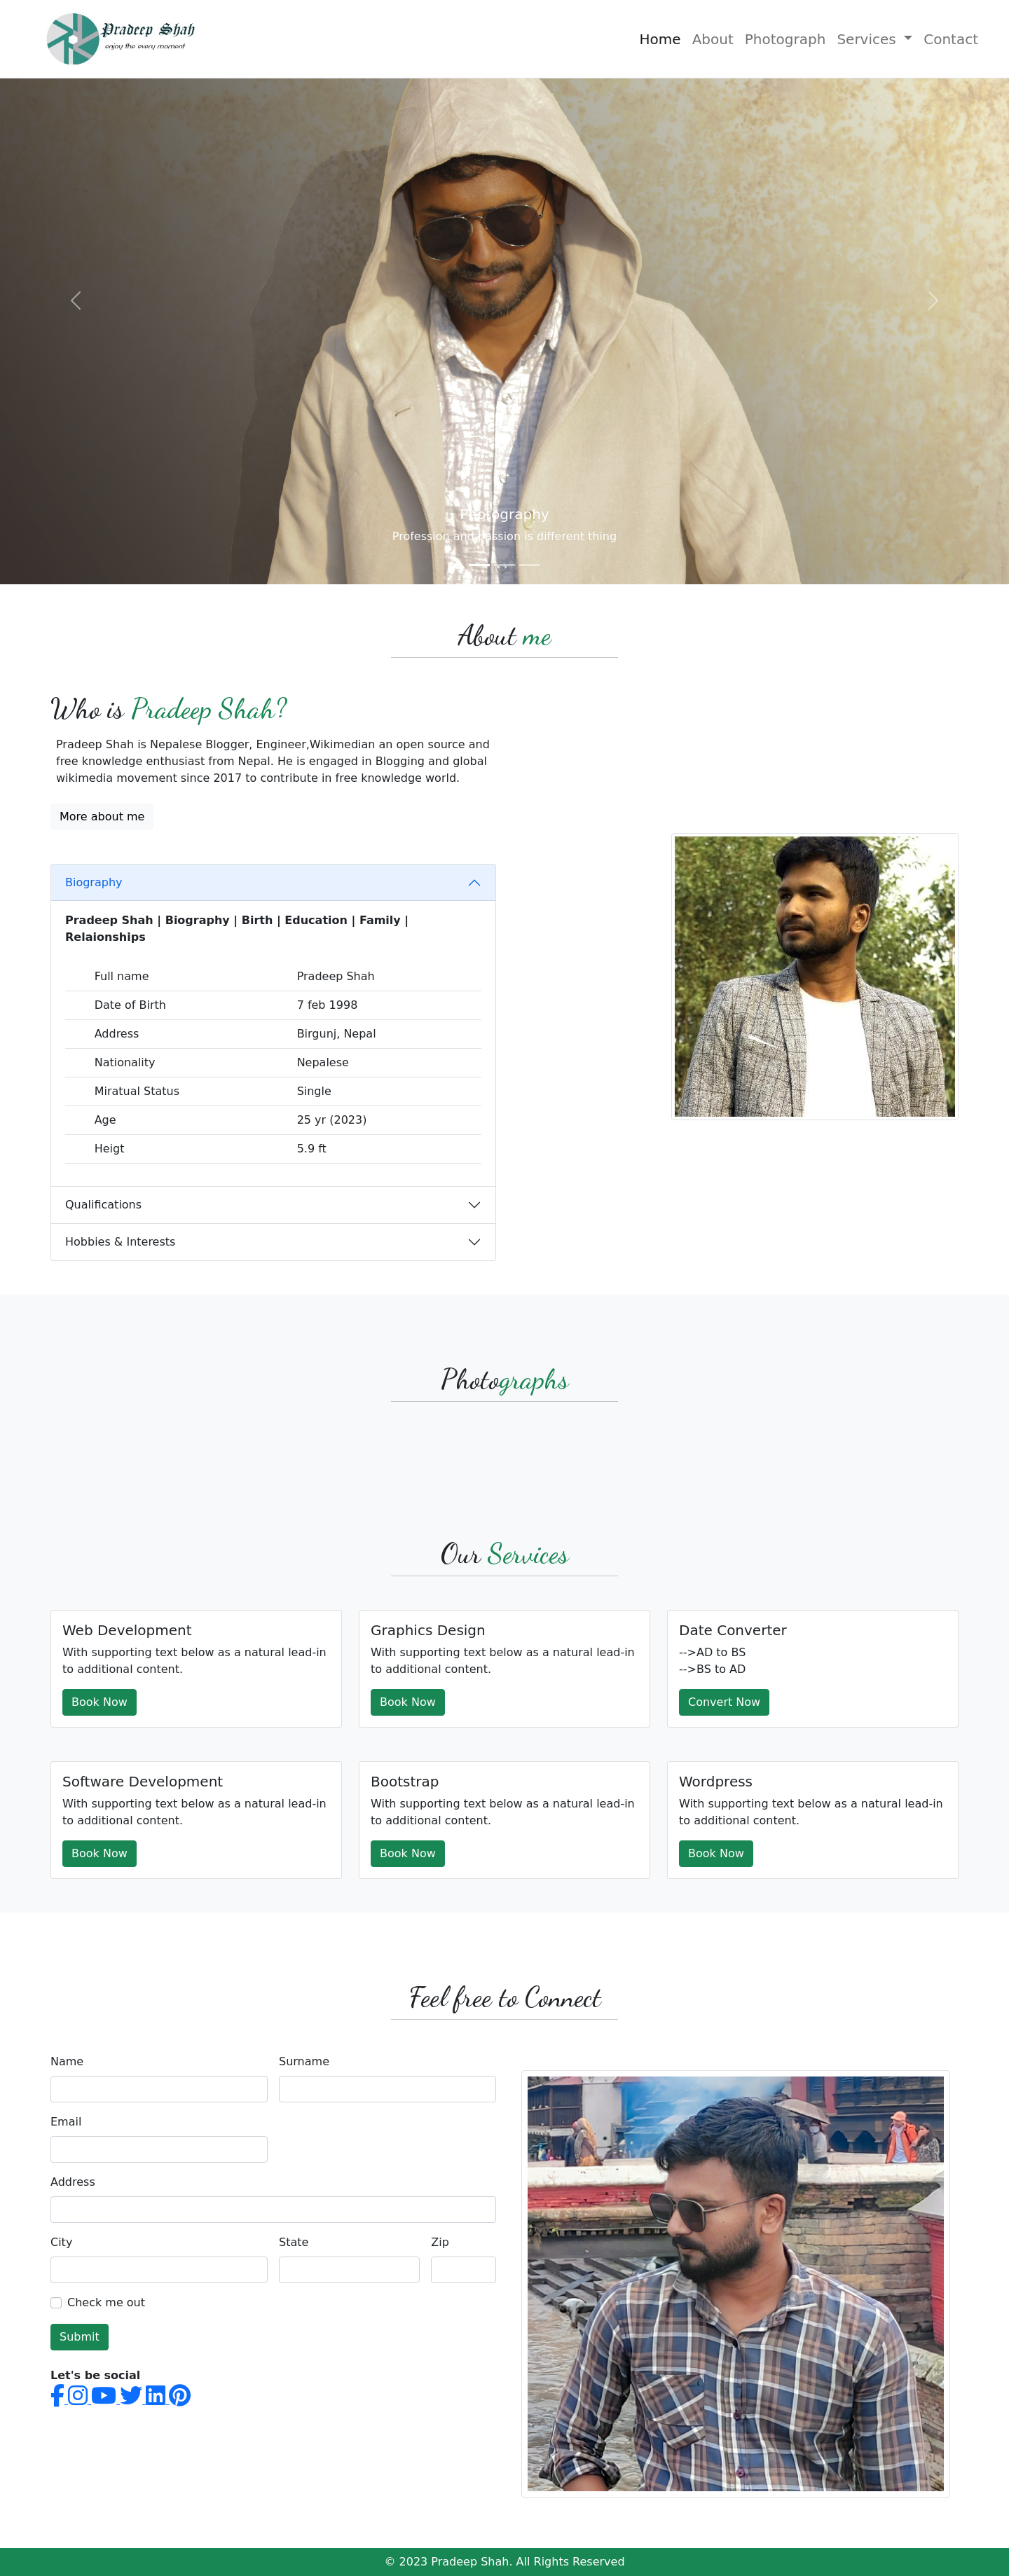 Pradeep Shah
enjoy the every moment
Home About Photograph Services Contact
Photography
Profession and Passion is different thing
About me
Who is Pradeep Shah?
Pradeep Shah is Nepalese Blogger, Engineer,Wikimedian an open source and
free knowledge enthusiast from Nepal. He is engaged in Blogging and global
wikimedia movement since 2017 to contribute in free knowledge world.
More about me
Biography
Pradeep Shah | Biography | Birth | Education | Family |
Relaionships
Full name Pradeep Shah
Date of Birth 7 feb 1998
Address Birgunj, Nepal
Nationality Nepalese
Miratual Status Single
Age 25 yr (2023)
Heigt 5.9 ft
Qualifications
Hobbies & Interests
Photographs
Our Services
Web Development
With supporting text below as a natural lead-in
to additional content.
Book Now
Graphics Design
With supporting text below as a natural lead-in
to additional content.
Book Now
Date Converter
-->AD to BS
-->BS to AD
Convert Now
Software Development
With supporting text below as a natural lead-in
to additional content.
Book Now
Bootstrap
With supporting text below as a natural lead-in
to additional content.
Book Now
Wordpress
With supporting text below as a natural lead-in
to additional content.
Book Now
Feel free to Connect
Name Surname
Email
Address
City State Zip
Check me out
Submit
Let's be social
© 2023 Pradeep Shah. All Rights Reserved